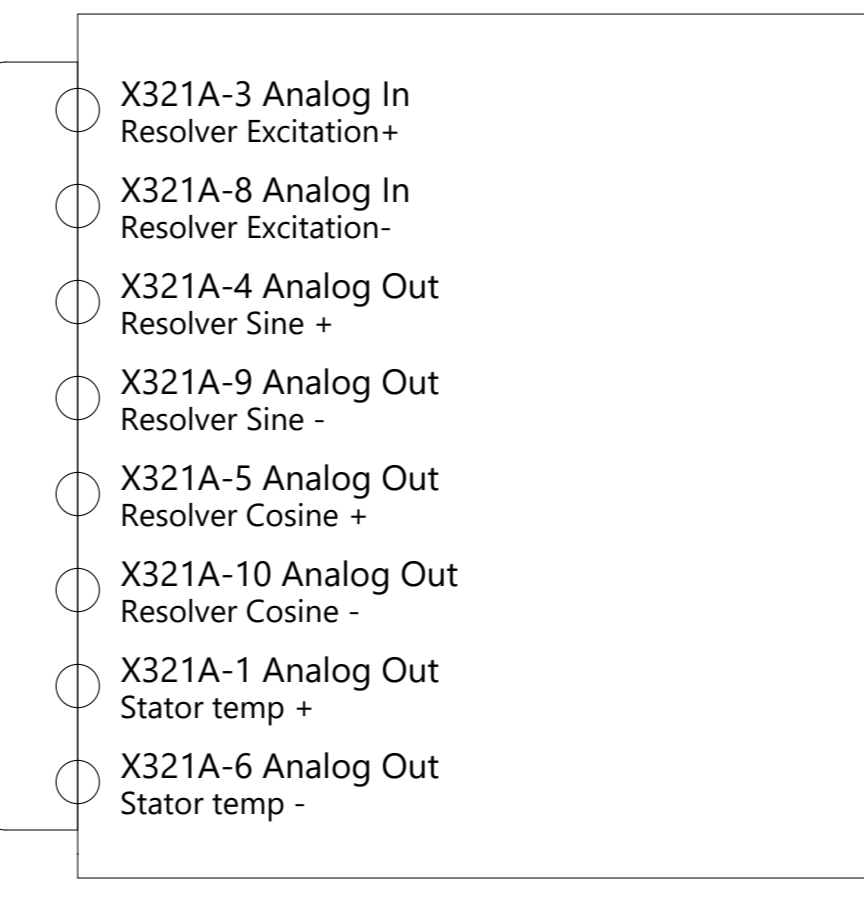 X321A-3 Analog In
Resolver Excitation+
X321A-8 Analog In
Resolver Excitation-
X321A-4 Analog Out
Resolver Sine +
X321A-9 Analog Out
Resolver Sine -
X321A-5 Analog Out
Resolver Cosine +
X321A-10 Analog Out
Resolver Cosine -
X321A-1 Analog Out
Stator temp +
X321A-6 Analog Out
Stator temp -